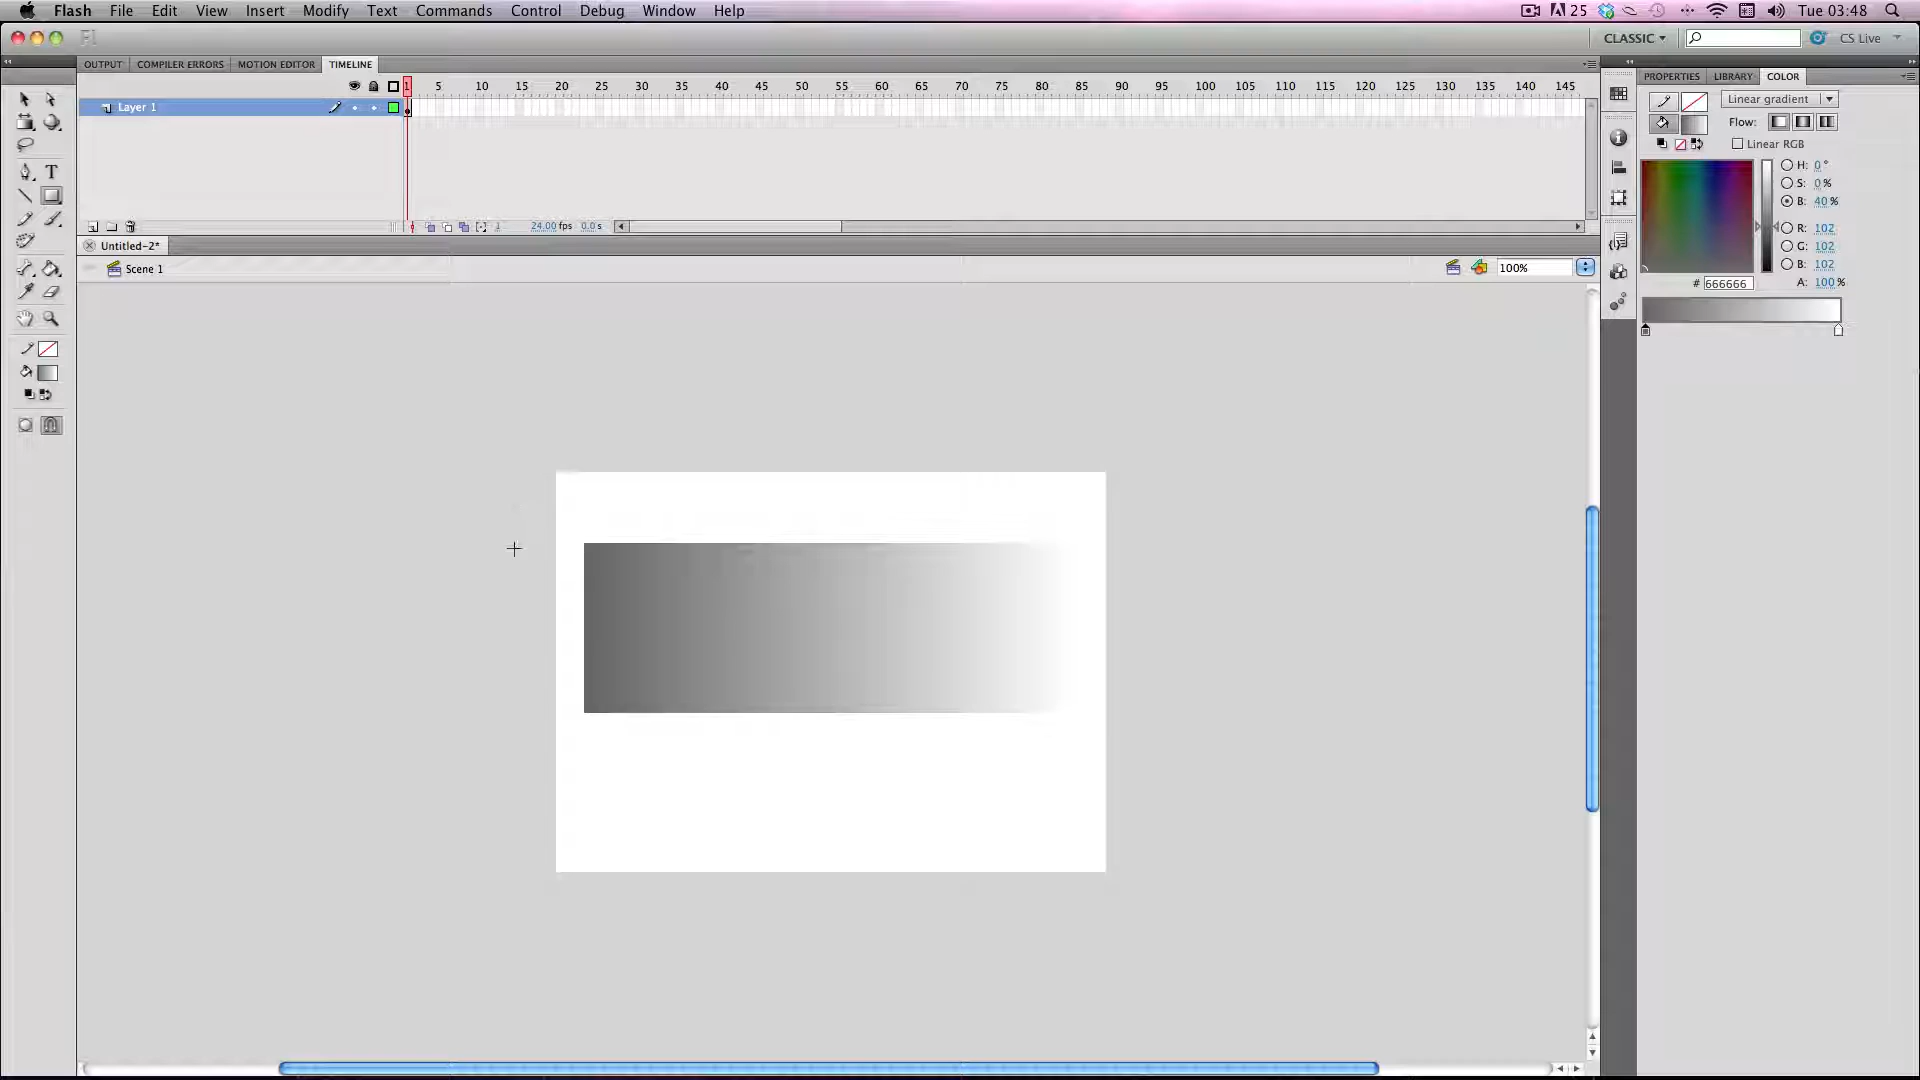 Flash File Edit View Insert Modify Text Commands Control Debug Window Help 25 Tue 03:48
Fl CLASSIC CS Live
OUTPUT COMPILER ERRORS MOTION EDITOR TIMELINE
1 5 10 15 20 25 30 35 40 45 50 55 60 65 70 75 80 85 90 95 100 105 110 115 120 125 130 135 140 145
Layer 1
1 24.00 fps 0.0 s
Untitled-2*
Scene 1 100%
PROPERTIES LIBRARY COLOR
Linear gradient
Flow:
Linear RGB
H: 0 °
S: 0 %
B: 40 %
R: 102
G: 102
B: 102
# 666666 A: 100 %